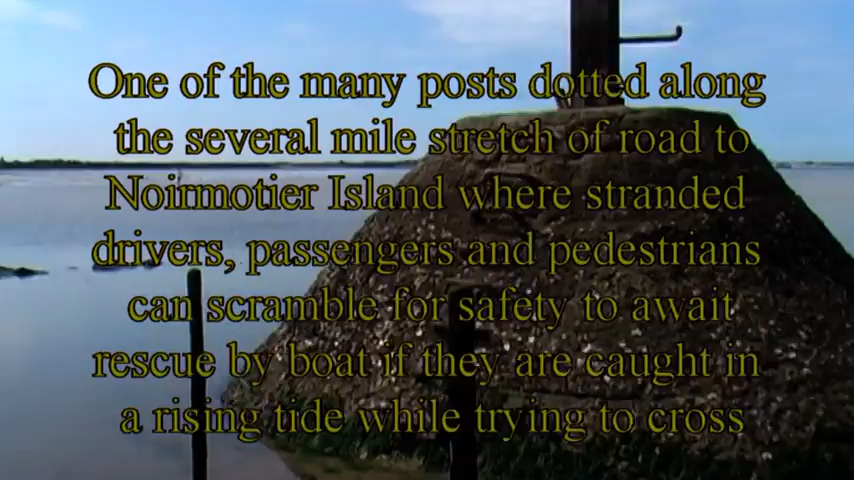 One of the many posts dotted along
the several mile stretch of road to
Noirmotier Island where stranded
drivers, passengers and pedestrians
can scramble for safety to await
rescue by boat if they are caught in
a rising tide while trying to cross